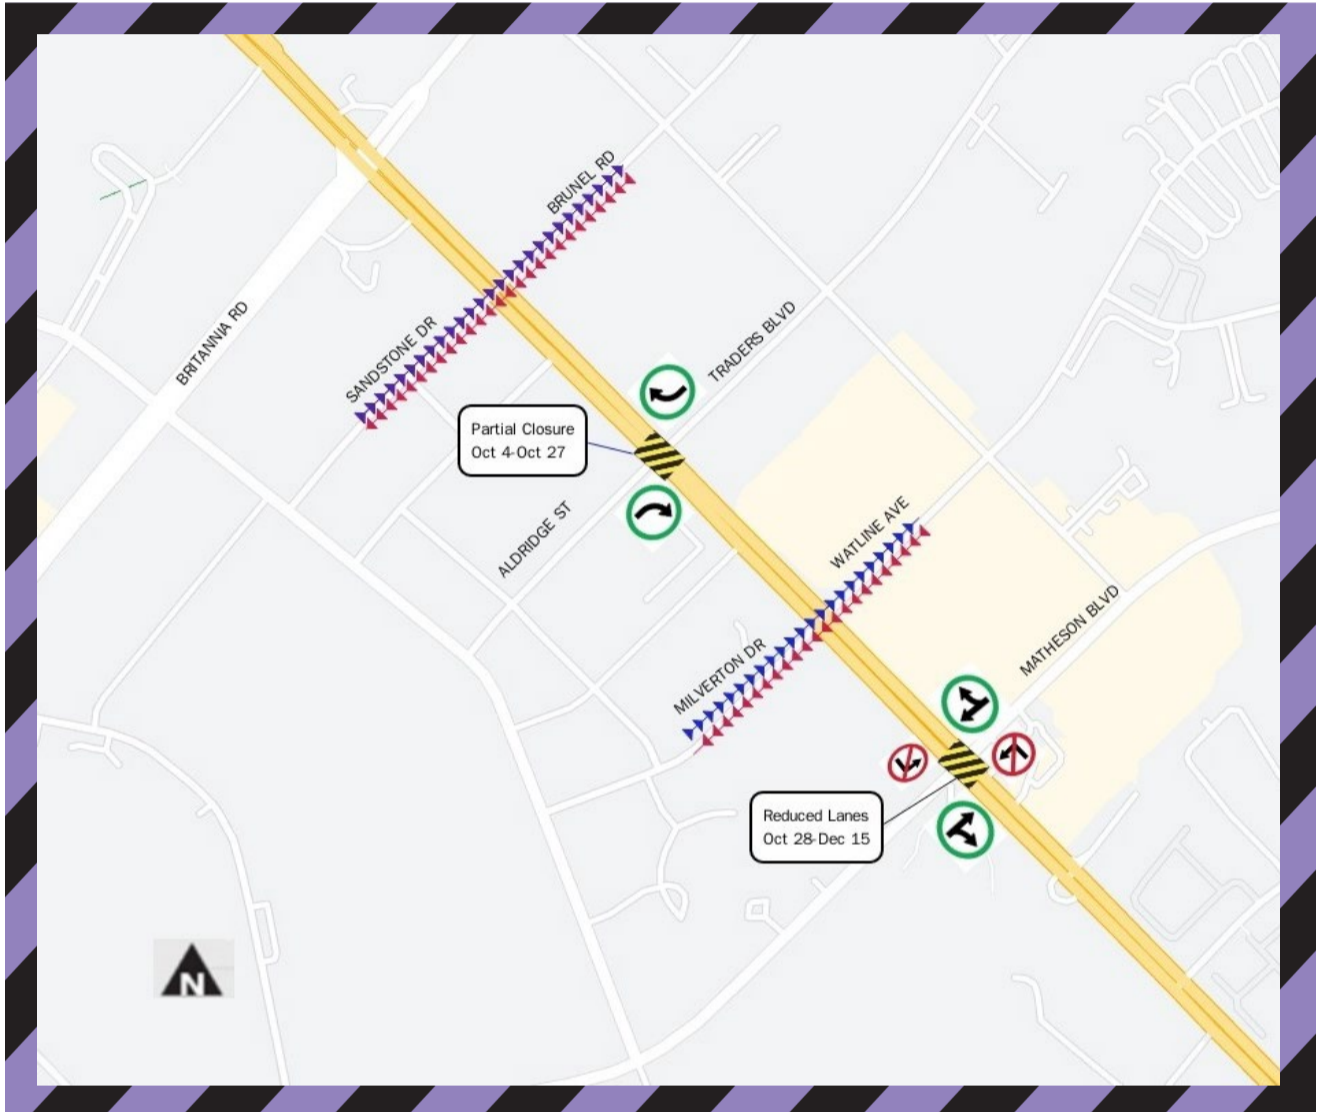 BRUNEL RD
SANDSTONE DR
BRITANNIA RD
TRADERS BLVD
Partial Closure
Oct 4-Oct 27
ALDRIDGE ST
WATLINE AVE
MATHESON BLVD
MILVERTON DR
Reduced Lanes
Oct 28-Dec 15
N